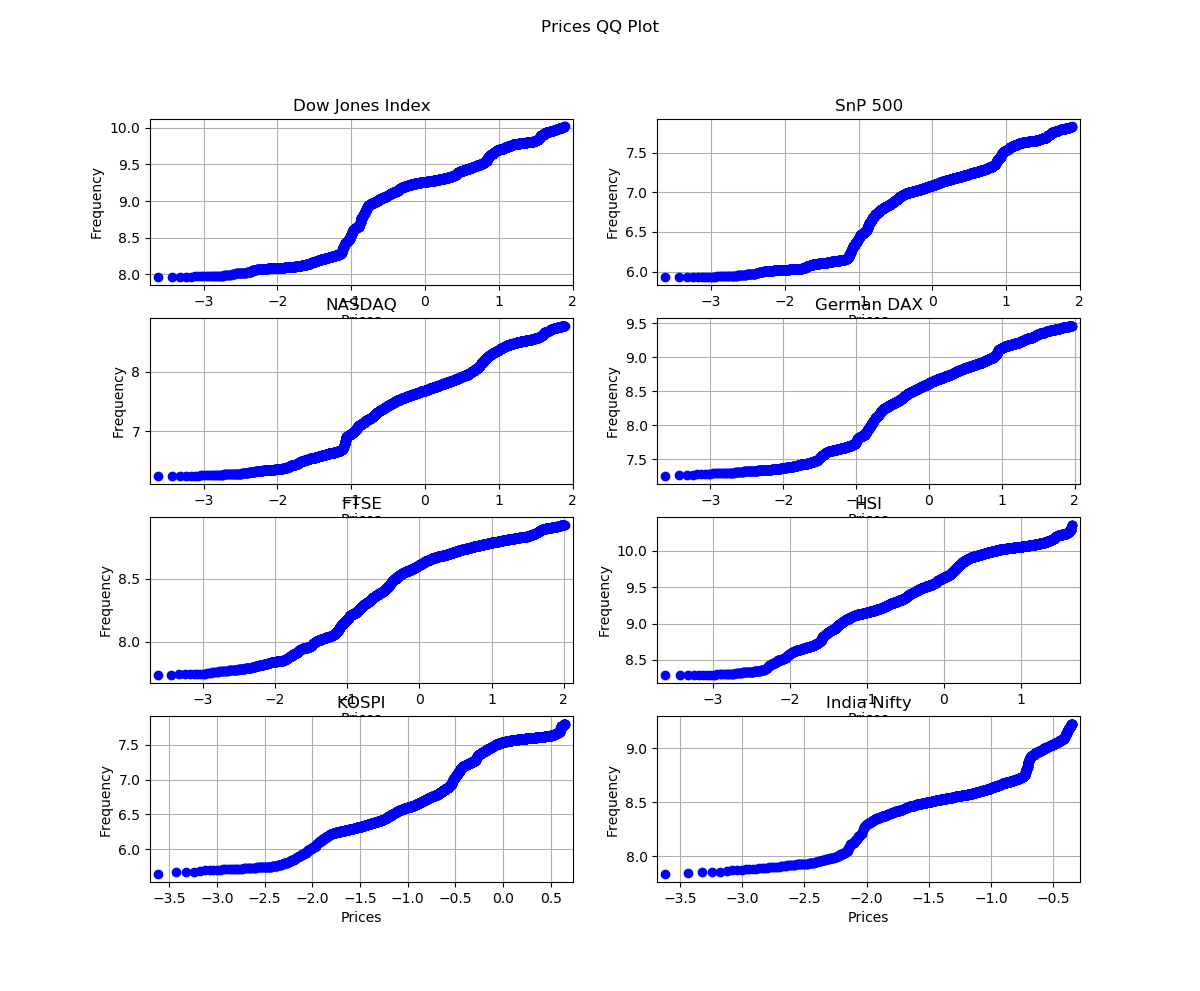 Prices QQ Plot
Dow Jones Index
Frequency
10.0
9.5
9.0
8.5
8.0
−3 −2 −1 0 1 2
SnP 500
Frequency
7.5
7.0
6.5
6.0
−3 −2 −1 0 1 2
NASDAQ
Frequency
8
7
−3 −2 −1 0 1 2
German DAX
Frequency
9.5
9.0
8.5
8.0
7.5
−3 −2 −1 0 1 2
FTSE
Frequency
8.5
8.0
−3 −2 −1 0 1 2
HSI
Frequency
10.0
9.5
9.0
8.5
−3 −2 −1 0 1
KOSPI
Frequency
7.5
7.0
6.5
6.0
−3.5 −3.0 −2.5 −2.0 −1.5 −1.0 −0.5 0.0 0.5
Prices
India Nifty
Frequency
9.0
8.5
8.0
−3.5 −3.0 −2.5 −2.0 −1.5 −1.0 −0.5
Prices